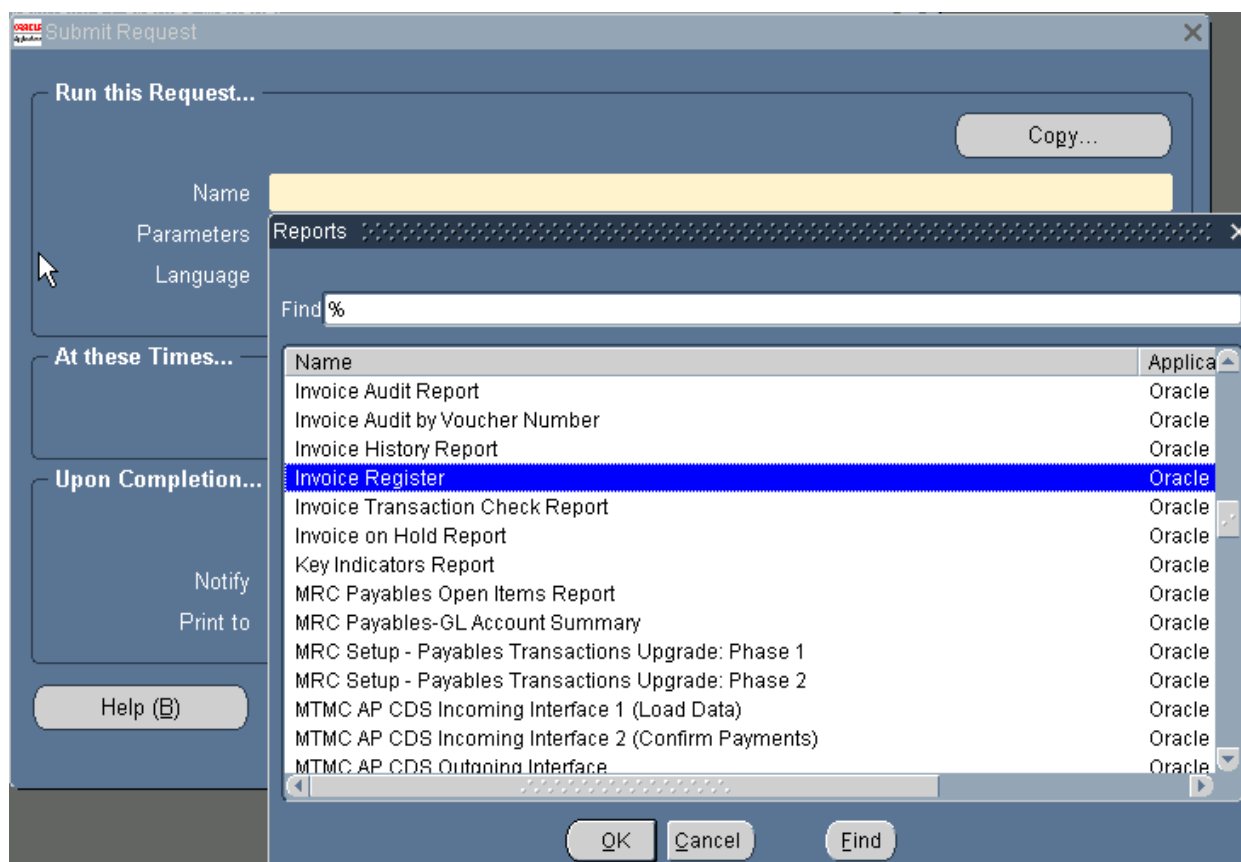 ORACLE
Applications
Submit Request
Run this Request...
Copy...
Name
Parameters
Language
At these Times...
Upon Completion...
Notify
Print to
Help (B)
Reports
Find %
Name Applica
Invoice Audit Report Oracle
Invoice Audit by Voucher Number Oracle
Invoice History Report Oracle
Invoice Register Oracle
Invoice Transaction Check Report Oracle
Invoice on Hold Report Oracle
Key Indicators Report Oracle
MRC Payables Open Items Report Oracle
MRC Payables-GL Account Summary Oracle
MRC Setup - Payables Transactions Upgrade: Phase 1 Oracle
MRC Setup - Payables Transactions Upgrade: Phase 2 Oracle
MTMC AP CDS Incoming Interface 1 (Load Data) Oracle
MTMC AP CDS Incoming Interface 2 (Confirm Payments) Oracle
MTMC AP CDS Outgoing Interface Oracle
OK Cancel Find